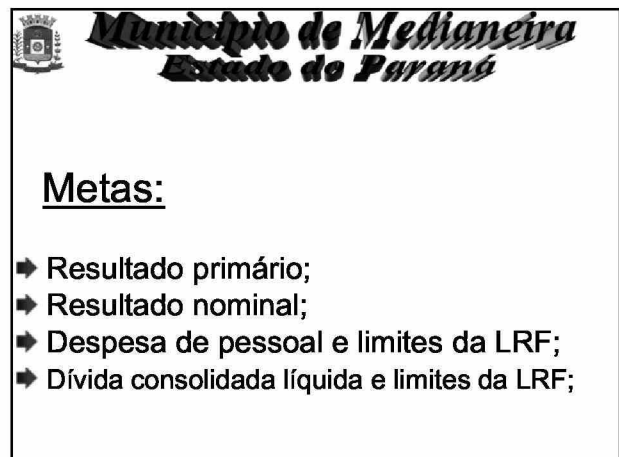 Município de Medianeira
Estado do Paraná
Metas:
Resultado primário;
Resultado nominal;
Despesa de pessoal e limites da LRF;
Dívida consolidada líquida e limites da LRF;